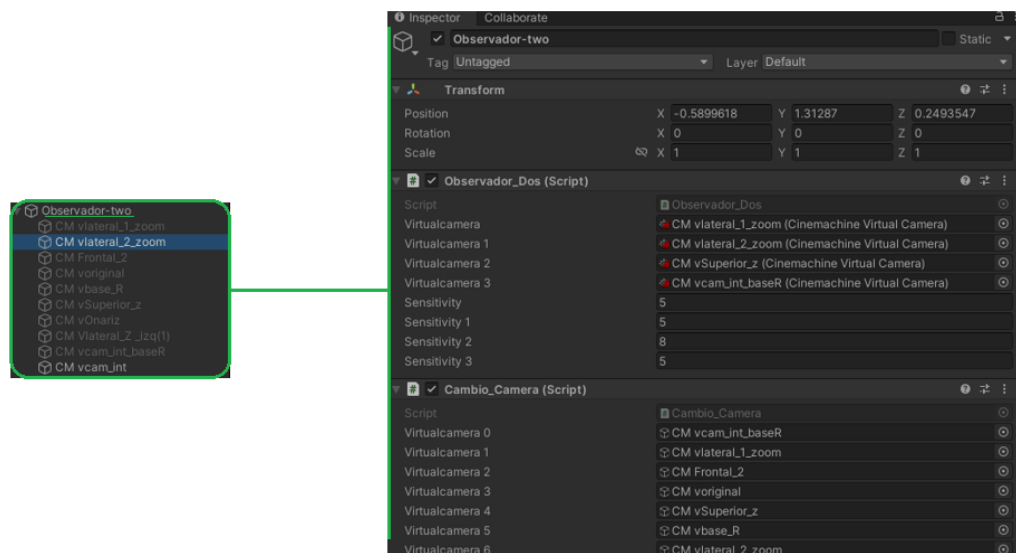 Observador-two
CM vlateral_1_zoom
CM vlateral_2_zoom
CM Frontal_2
CM voriginal
CM vbase_R
CM vSuperior_z
CM vOnariz
CM Vlateral_Z _izq(1)
CM vcam_int_baseR
CM vcam_int
Inspector Collaborate
Observador-two Static
Tag Untagged Layer Default
Transform
Position X -0.5899618 Y 1.31287 Z 0.2493547
Rotation X 0 Y 0 Z 0
Scale X 1 Y 1 Z 1
# Observador_Dos (Script)
Script # Observador_Dos
Virtualcamera CM vlateral_1_zoom (Cinemachine Virtual Camera)
Virtualcamera 1 CM vlateral_2_zoom (Cinemachine Virtual Camera)
Virtualcamera 2 CM vSuperior_z (Cinemachine Virtual Camera)
Virtualcamera 3 CM vcam_int_baseR (Cinemachine Virtual Camera)
Sensitivity 5
Sensitivity 1 5
Sensitivity 2 8
Sensitivity 3 5
# Cambio_Camera (Script)
Script # Cambio_Camera
Virtualcamera 0 CM vcam_int_baseR
Virtualcamera 1 CM vlateral_1_zoom
Virtualcamera 2 CM Frontal_2
Virtualcamera 3 CM voriginal
Virtualcamera 4 CM vSuperior_z
Virtualcamera 5 CM vbase_R
Virtualcamera 6 CM vlateral_2_zoom